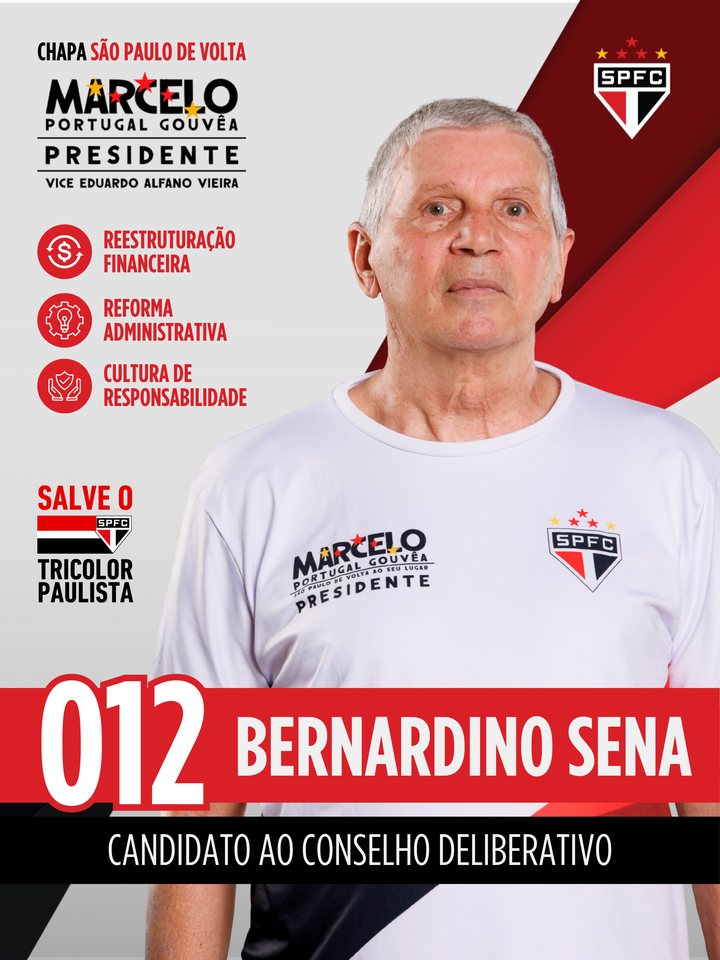 CHAPA SÃO PAULO DE VOLTA
MARCELO
PORTUGAL GOUVÊA
PRESIDENTE
VICE EDUARDO ALFANO VIEIRA
SPFC
REESTRUTURAÇÃO
FINANCEIRA
REFORMA
ADMINISTRATIVA
CULTURA DE
RESPONSABILIDADE
SALVE O
SPFC
TRICOLOR
PAULISTA
MARCELO
PORTUGAL GOUVÊA
SÃO PAULO DE VOLTA AO SEU LUGAR
PRESIDENTE
SPFC
012 BERNARDINO SENA
CANDIDATO AO CONSELHO DELIBERATIVO